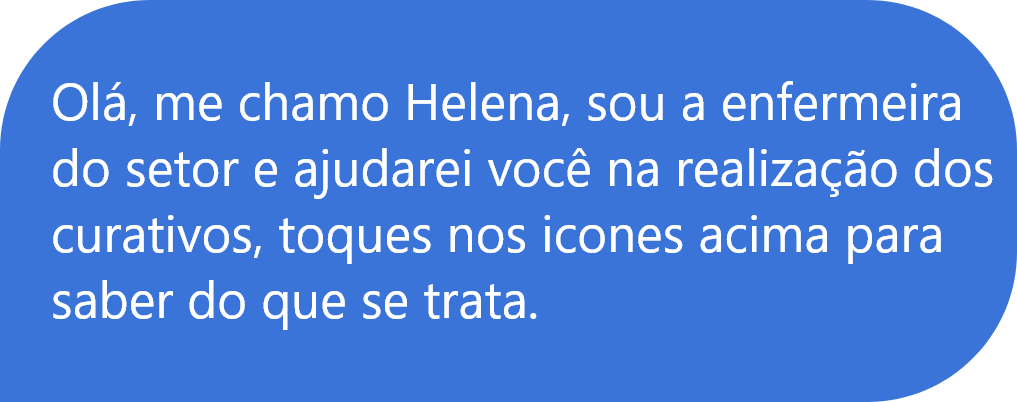 Olá, me chamo Helena, sou a enfermeira
do setor e ajudarei você na realização dos
curativos, toques nos icones acima para
saber do que se trata.